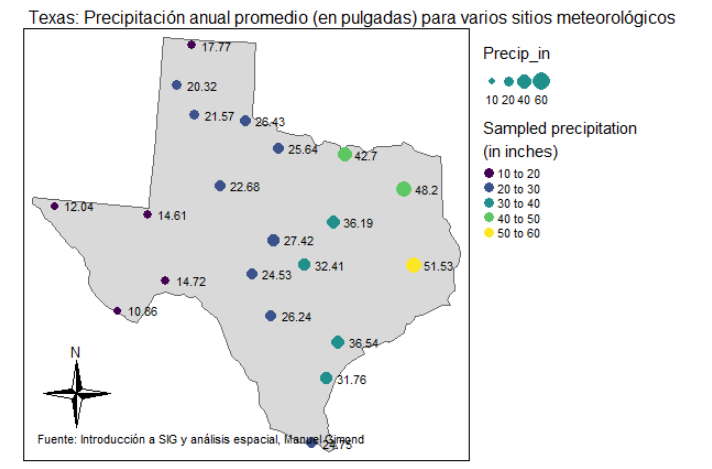 Texas: Precipitación anual promedio (en pulgadas) para varios sitios meteorológicos
17.77
20.32
21.57
26.43
25.64
42.7
22.68
48.2
12.04
14.61
36.19
27.42
32.41
51.53
24.53
14.72
10.86
26.24
36.54
31.76
24.75
N
Fuente: Introducción a SIG y análisis espacial, Manuel Gimond
Precip_in
10 20 40 60
Sampled precipitation
(in inches)
10 to 20
20 to 30
30 to 40
40 to 50
50 to 60